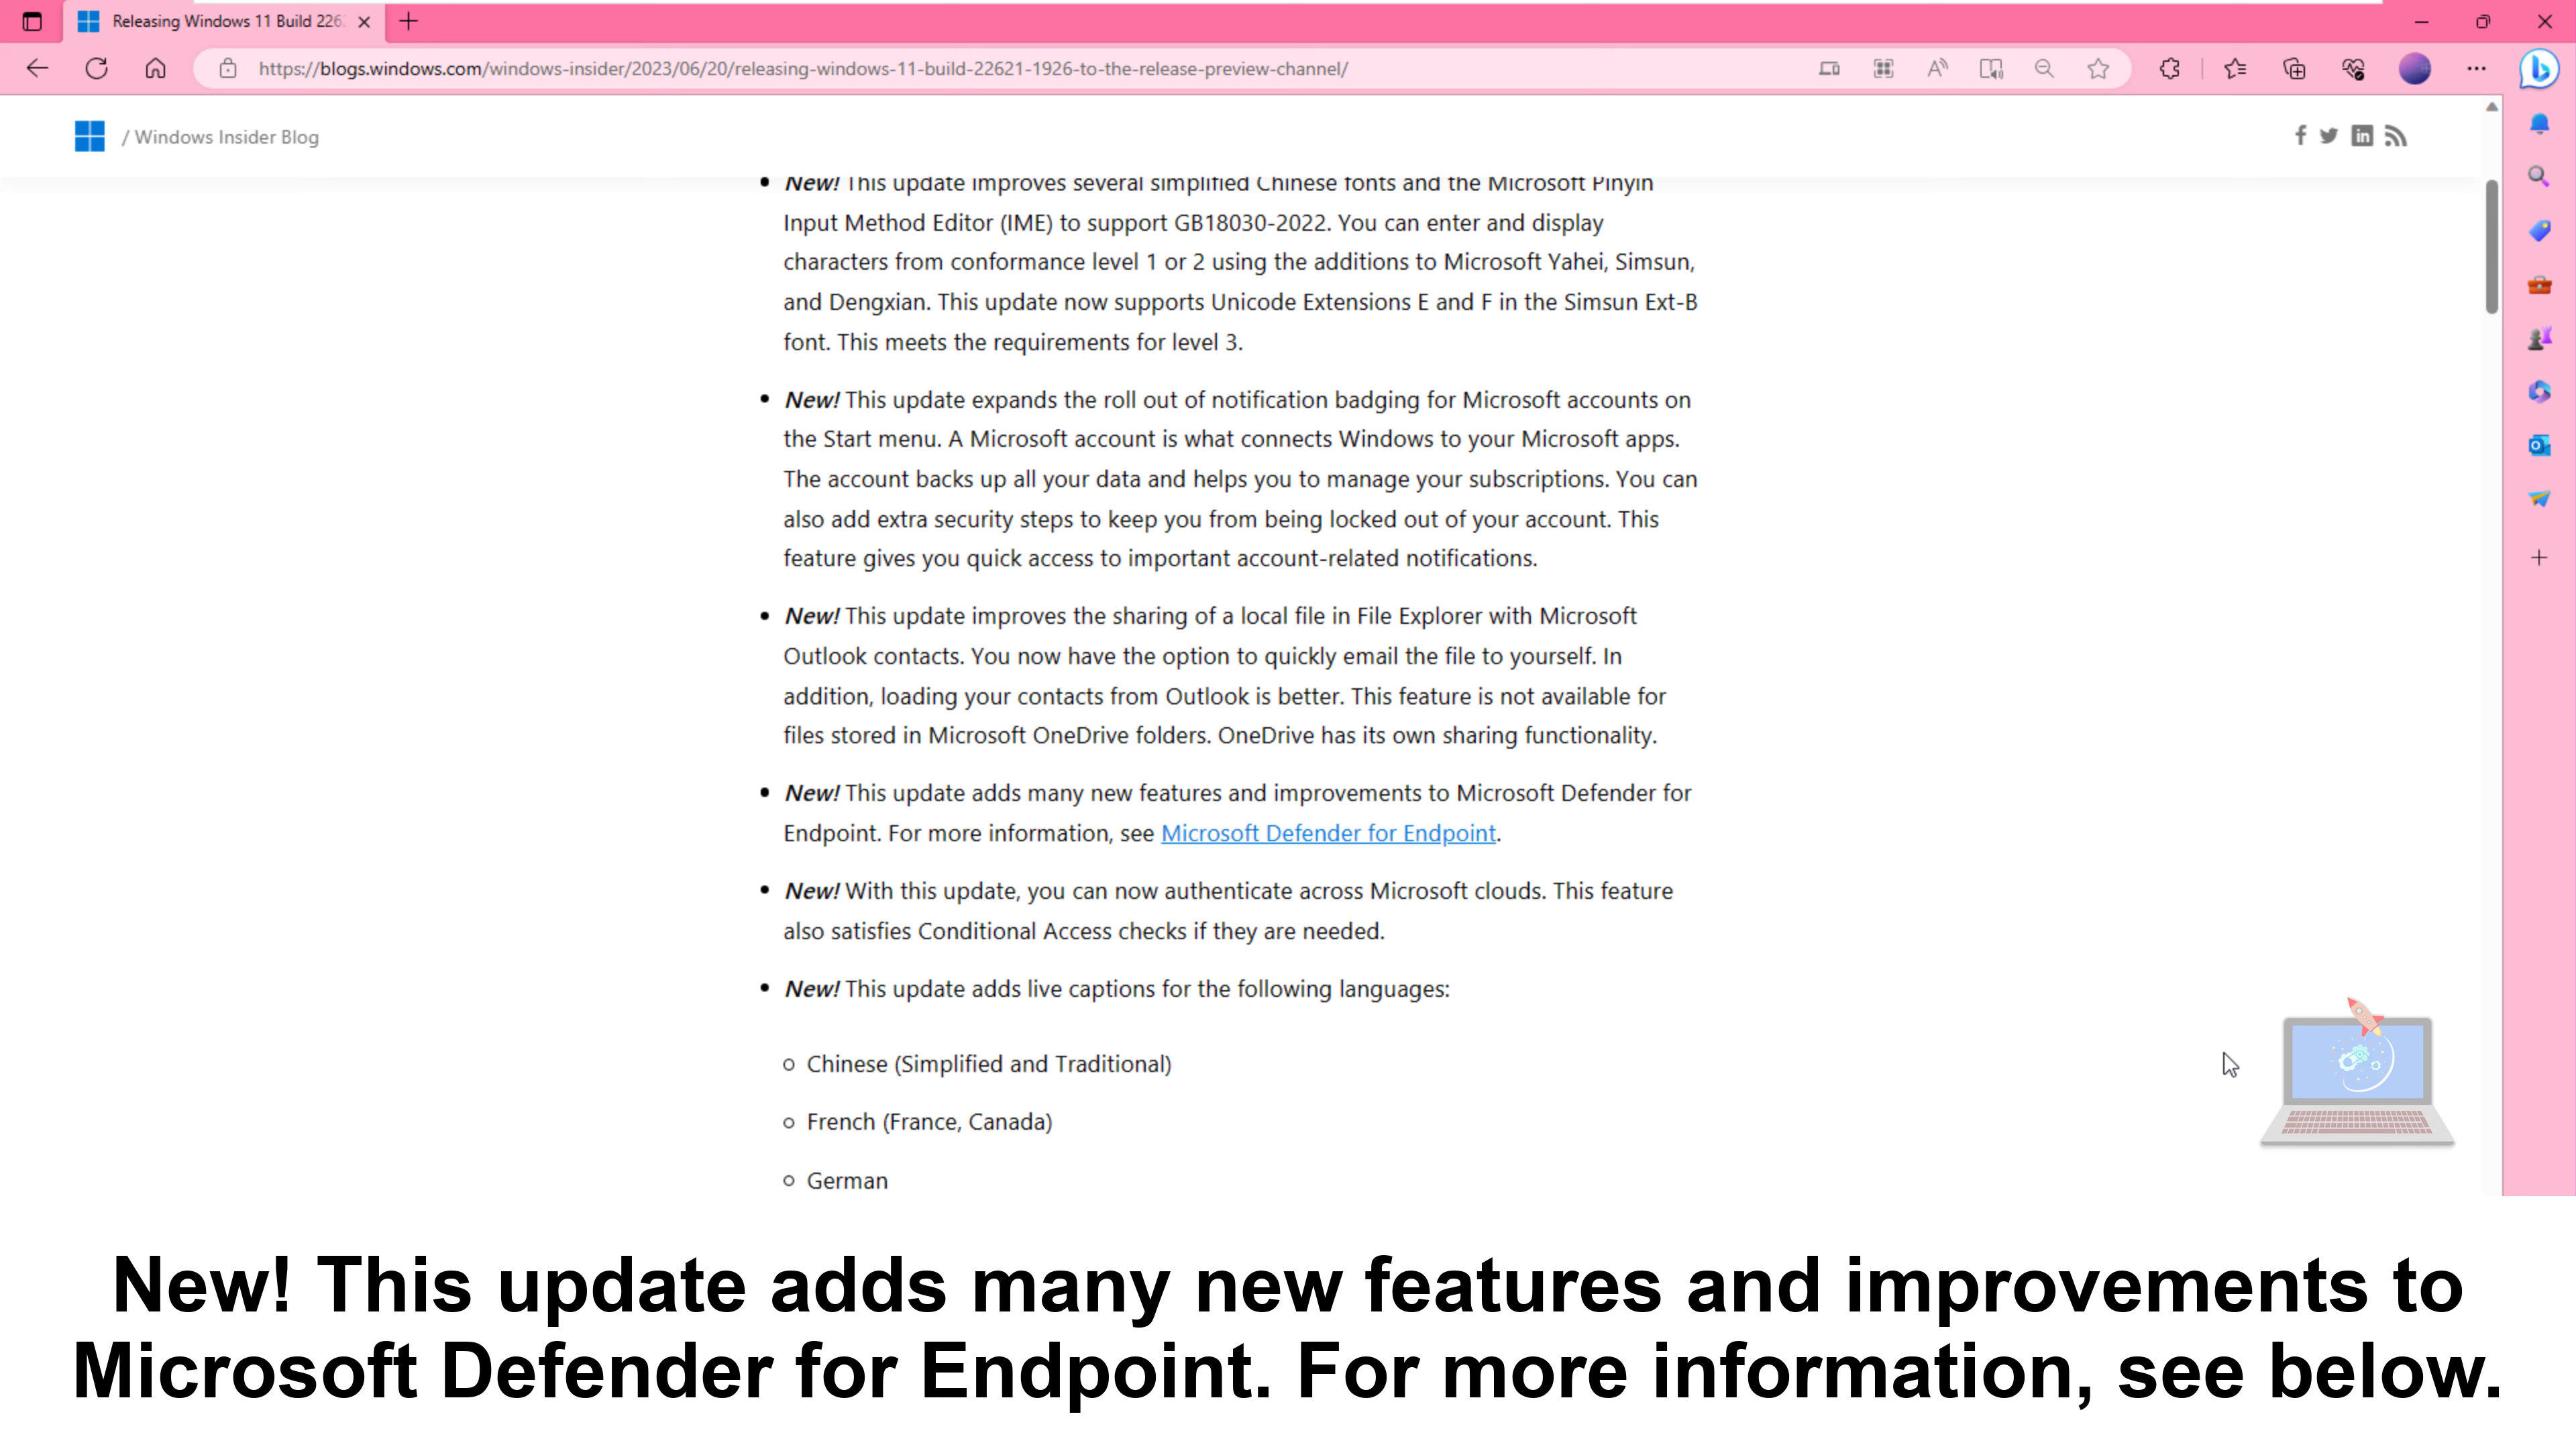 Releasing Windows 11 Build 226
https://blogs.windows.com/windows-insider/2023/06/20/releasing-windows-11-build-22621-1926-to-the-release-preview-channel/
/ Windows Insider Blog
New! This update improves several simplified Chinese fonts and the Microsoft Pinyin
Input Method Editor (IME) to support GB18030-2022. You can enter and display
characters from conformance level 1 or 2 using the additions to Microsoft Yahei, Simsun,
and Dengxian. This update now supports Unicode Extensions E and F in the Simsun Ext-B
font. This meets the requirements for level 3.
New! This update expands the roll out of notification badging for Microsoft accounts on
the Start menu. A Microsoft account is what connects Windows to your Microsoft apps.
The account backs up all your data and helps you to manage your subscriptions. You can
also add extra security steps to keep you from being locked out of your account. This
feature gives you quick access to important account-related notifications.
New! This update improves the sharing of a local file in File Explorer with Microsoft
Outlook contacts. You now have the option to quickly email the file to yourself. In
addition, loading your contacts from Outlook is better. This feature is not available for
files stored in Microsoft OneDrive folders. OneDrive has its own sharing functionality.
New! This update adds many new features and improvements to Microsoft Defender for
Endpoint. For more information, see Microsoft Defender for Endpoint.
New! With this update, you can now authenticate across Microsoft clouds. This feature
also satisfies Conditional Access checks if they are needed.
New! This update adds live captions for the following languages:
Chinese (Simplified and Traditional)
French (France, Canada)
German
New! This update adds many new features and improvements to
Microsoft Defender for Endpoint. For more information, see below.